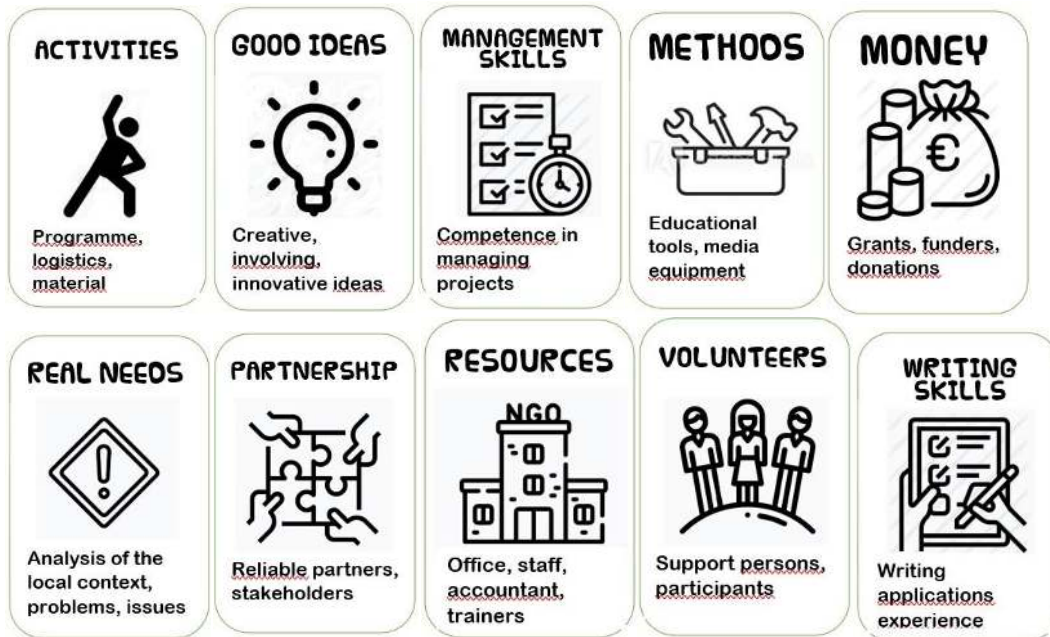 ACTIVITIES
Programme,
logistics,
material
GOOD IDEAS
Creative,
involving,
innovative ideas
MANAGEMENT
SKILLS
Competence in
managing
projects
METHODS
Educational
tools, media
equipment
MONEY
€
Grants, funders,
donations
REAL NEEDS
!
Analysis of the
local context,
problems, issues
PARTNERSHIP
Reliable partners,
stakeholders
RESOURCES
NGO
Office, staff,
accountant,
trainers
VOLUNTEERS
Support persons,
participants
WRITING
SKILLS
Writing
applications
experience